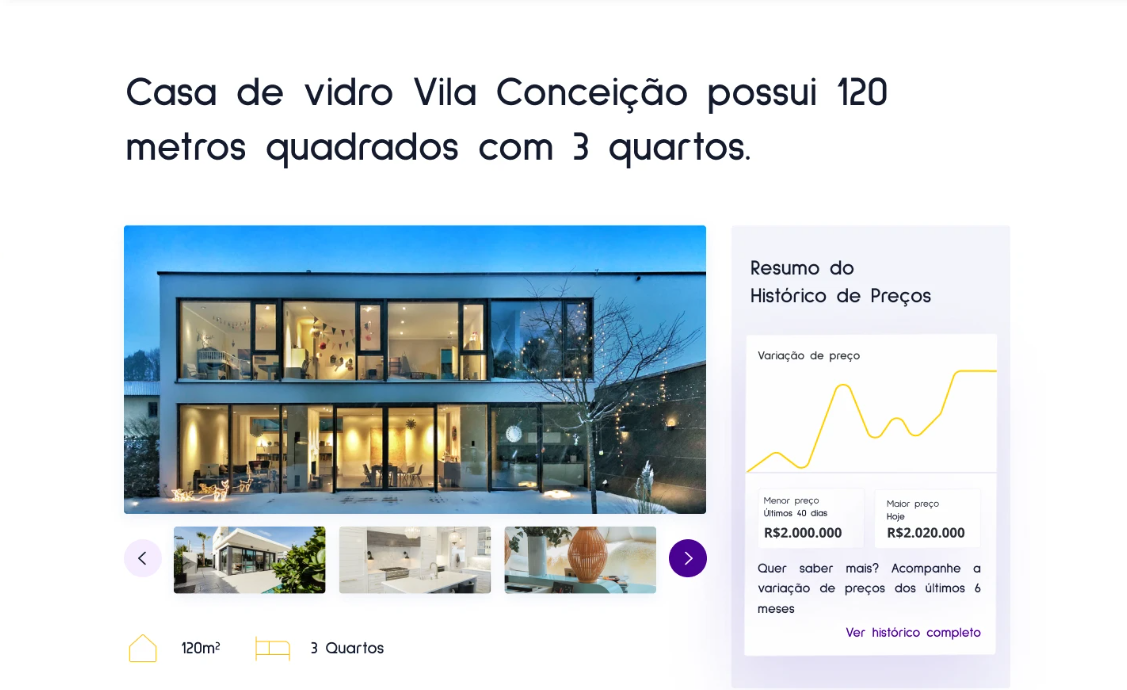 Casa de vidro Vila Conceição possui 120
metros quadrados com 3 quartos.
Resumo do
Histórico de Preços
Variação de preço
Menor preço
Últimos 40 dias
R$2.000.000
Maior preço
Hoje
R$2.020.000
Quer saber mais? Acompanhe a
variação de preços dos últimos 6
meses
Ver histórico completo
120m²
3 Quartos